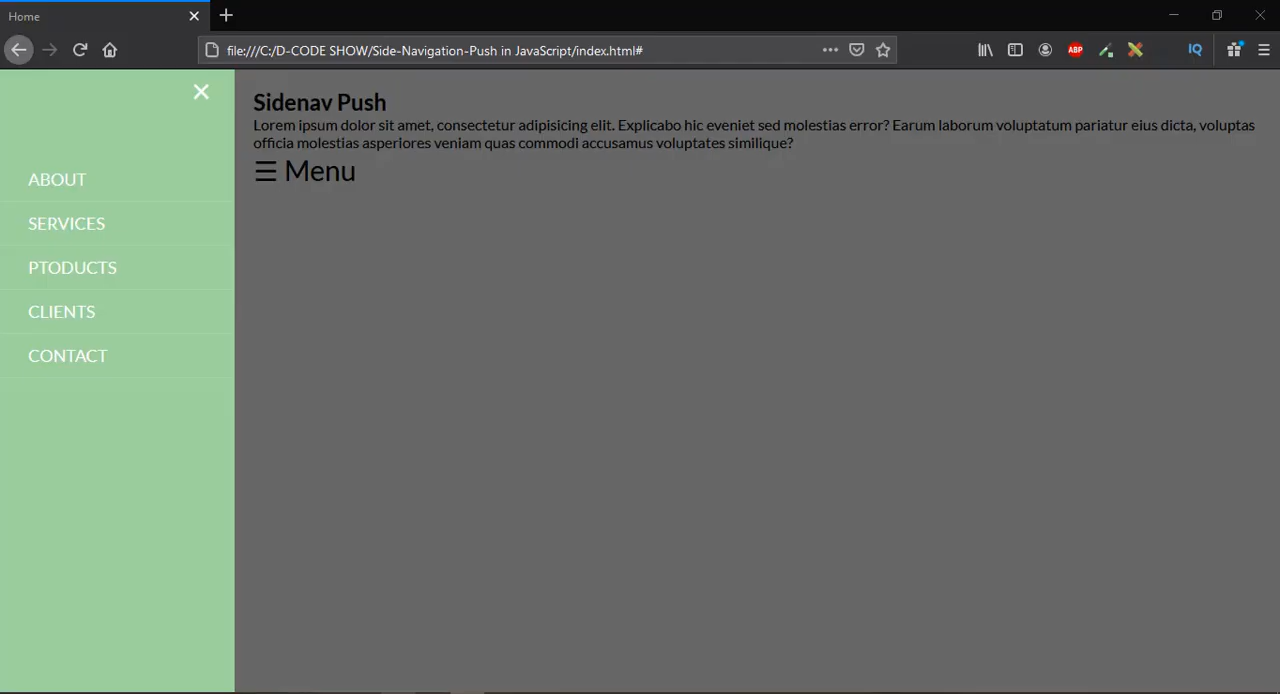 Home
file:///C:/D-CODE SHOW/Side-Navigation-Push in JavaScript/index.html#
ABP
IQ
Sidenav Push
Lorem ipsum dolor sit amet, consectetur adipisicing elit. Explicabo hic eveniet sed molestias error? Earum laborum voluptatum pariatur eius dicta, voluptas
officia molestias asperiores veniam quas commodi accusamus voluptates similique?
☰ Menu
ABOUT
SERVICES
PTODUCTS
CLIENTS
CONTACT